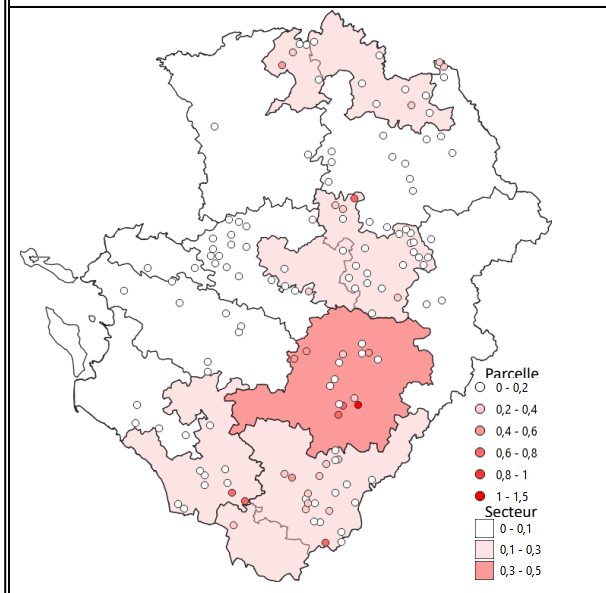 Parcelle
0 - 0,2
0,2 - 0,4
0,4 - 0,6
0,6 - 0,8
0,8 - 1
1 - 1,5
Secteur
0 - 0,1
0,1 - 0,3
0,3 - 0,5